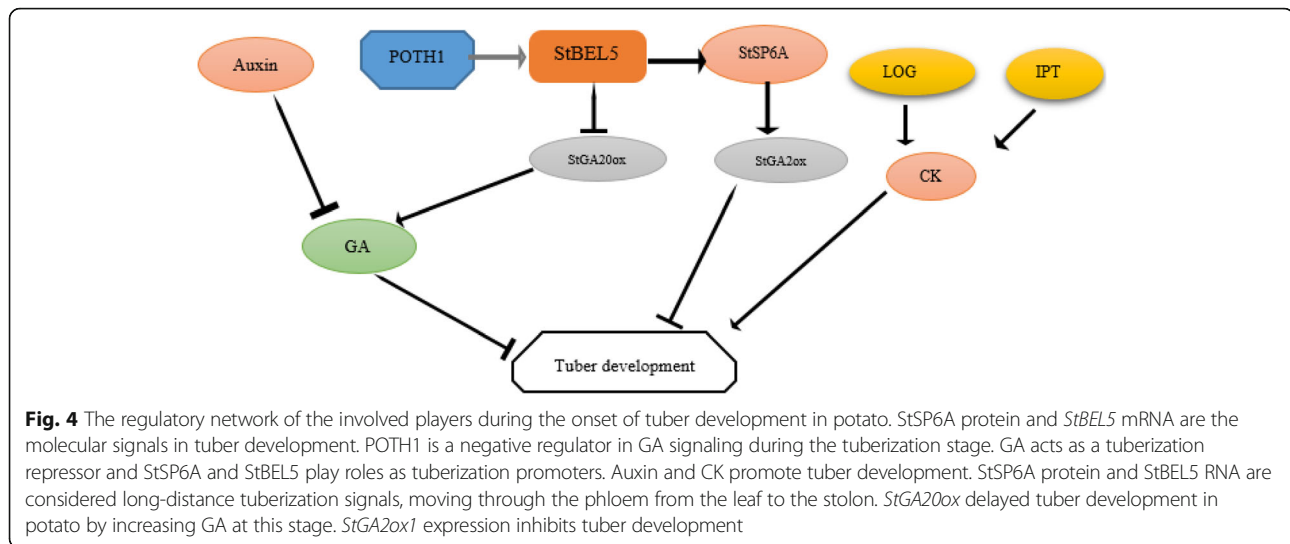 Auxin
POTH1
StBEL5
StSP6A
LOG
IPT
StGA20ox
StGA2ox
CK
GA
Tuber development
Fig. 4 The regulatory network of the involved players during the onset of tuber development in potato. StSP6A protein and StBEL5 mRNA are the
molecular signals in tuber development. POTH1 is a negative regulator in GA signaling during the tuberization stage. GA acts as a tuberization
repressor and StSP6A and StBEL5 play roles as tuberization promoters. Auxin and CK promote tuber development. StSP6A protein and StBEL5 RNA are
considered long-distance tuberization signals, moving through the phloem from the leaf to the stolon. StGA20ox delayed tuber development in
potato by increasing GA at this stage. StGA2ox1 expression inhibits tuber development